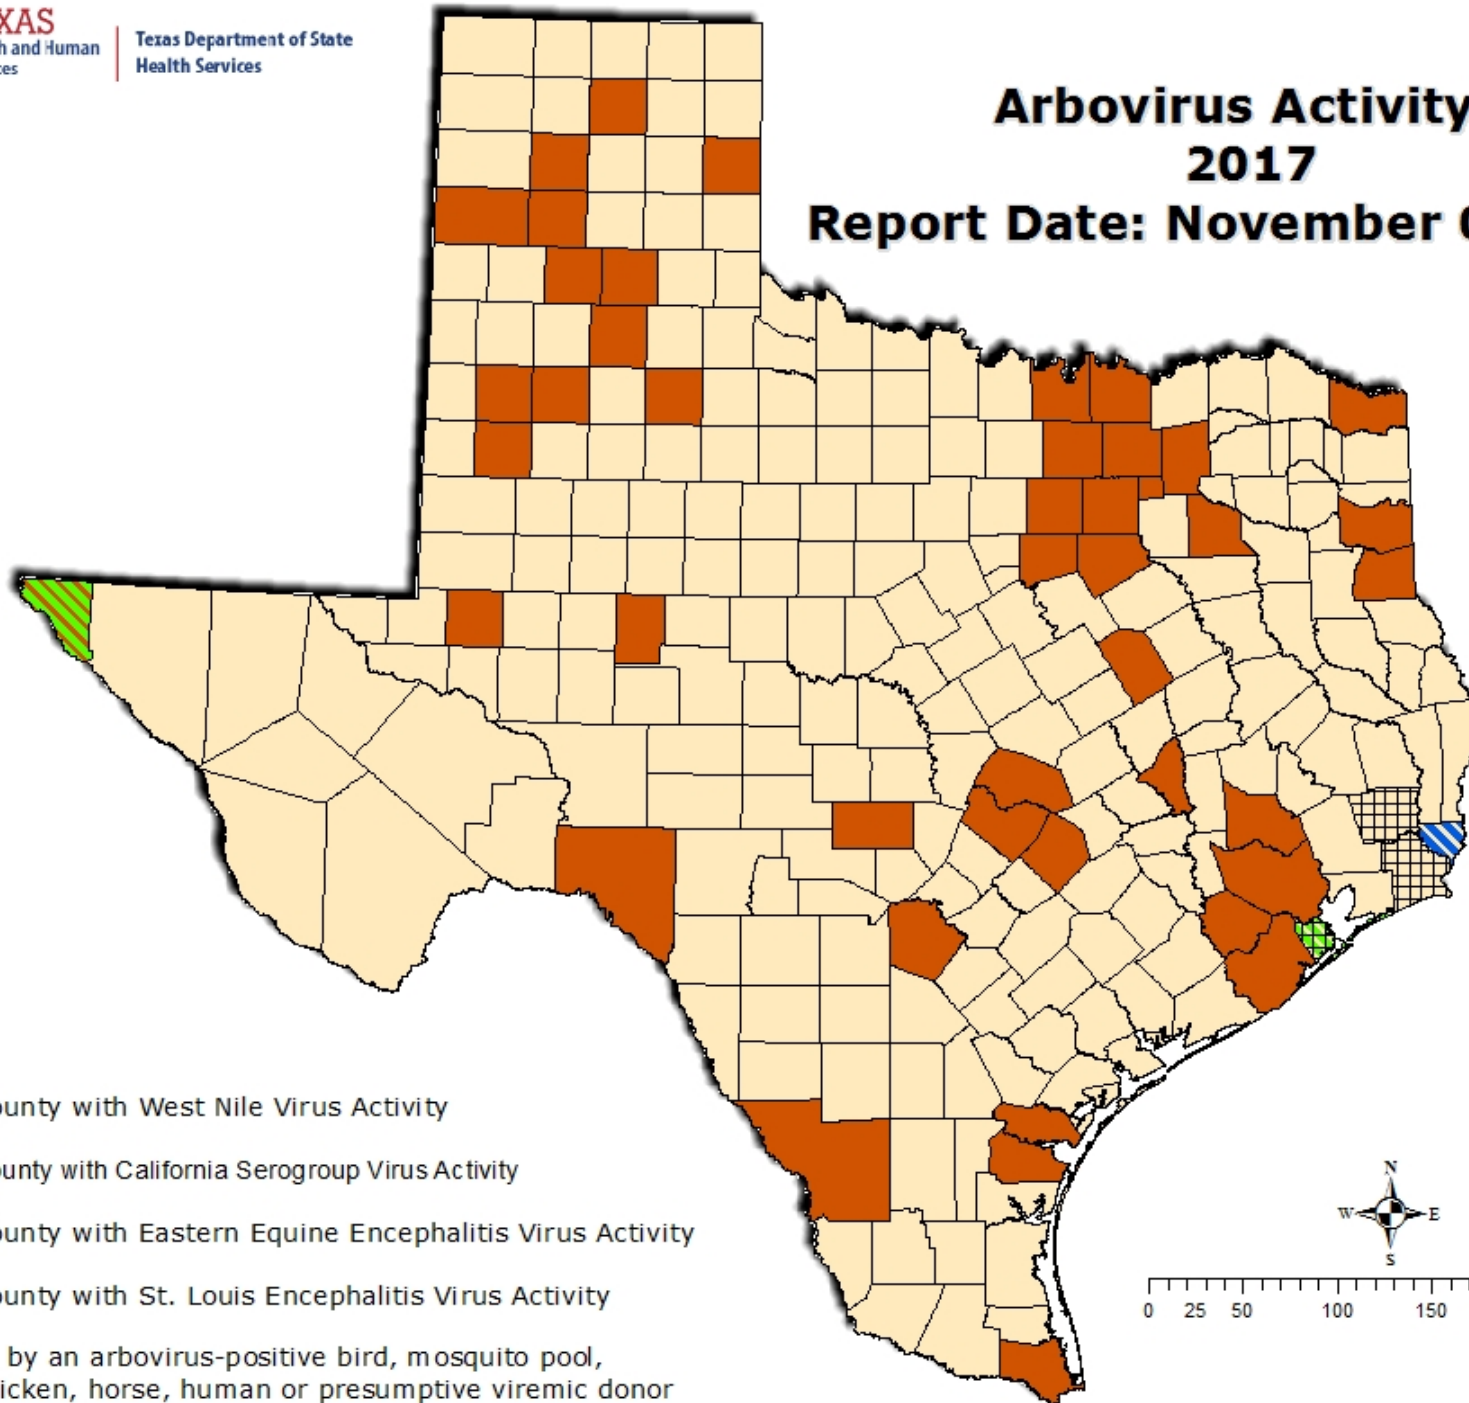 XAS
h and Human
ces
Texas Department of State
Health Services
Arbovirus Activity
2017
Report Date: November
ounty with West Nile Virus Activity
ounty with California Serogroup Virus Activity
ounty with Eastern Equine Encephalitis Virus Activity
ounty with St. Louis Encephalitis Virus Activity
by an arbovirus-positive bird, mosquito pool,
icken, horse, human or presumptive viremic donor
N
W E
S
0 25 50 100 150